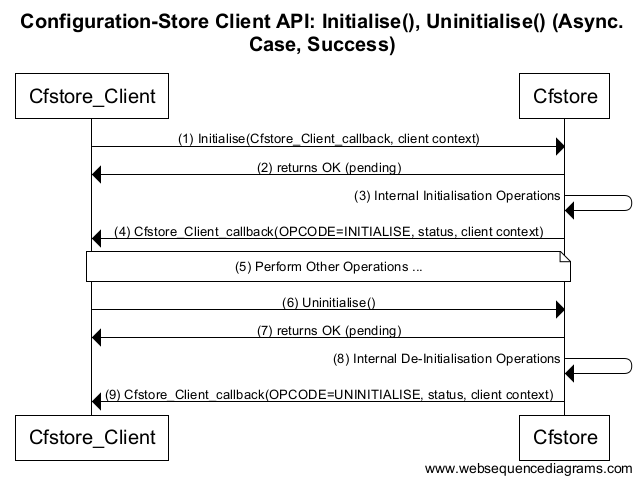 Configuration-Store Client API: Initialise(), Uninitialise() (Async.
Case, Success)
Cfstore_Client
Cfstore
(1) Initialise(Cfstore_Client_callback, client context)
(2) returns OK (pending)
(3) Internal Initialisation Operations
(4) Cfstore_Client_callback(OPCODE=INITIALISE, status, client context)
(5) Perform Other Operations ...
(6) Uninitialise()
(7) returns OK (pending)
(8) Internal De-Initialisation Operations
(9) Cfstore_Client_callback(OPCODE=UNINITIALISE, status, client context)
Cfstore_Client
Cfstore
www.websequencediagrams.com